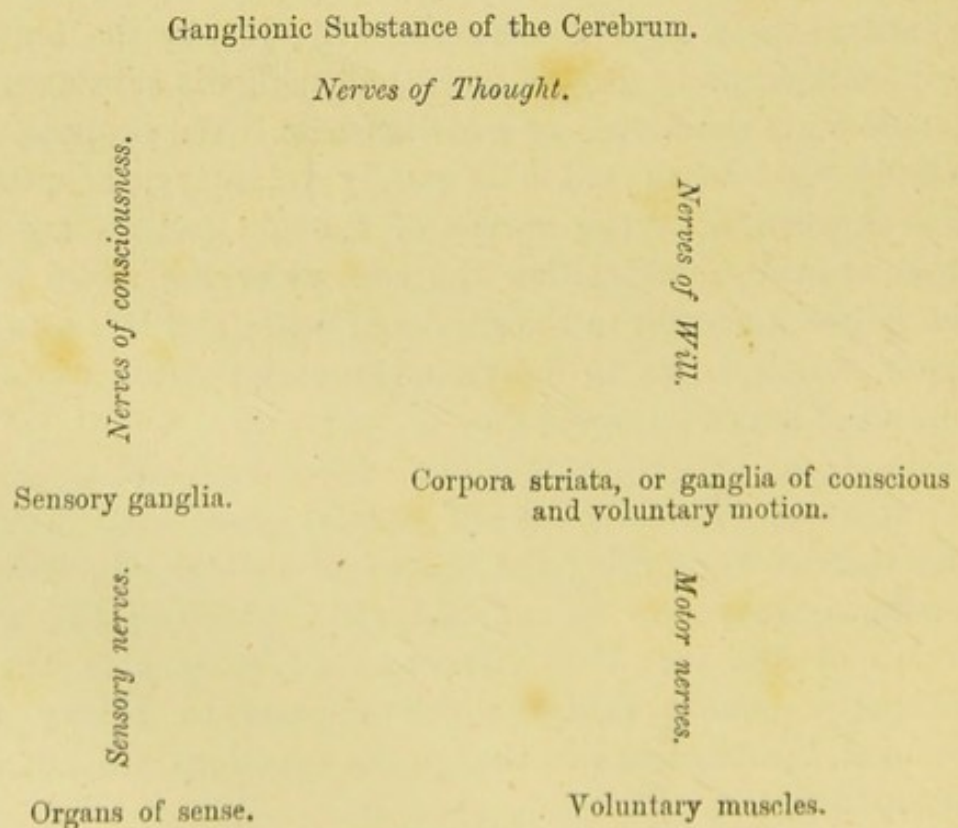 Ganglionic Substance of the Cerebrum.
Nerves of Thought.
Nerves of consciousness.
Nerves of Will.
Sensory ganglia.
Corpora striata, or ganglia of conscious
and voluntary motion.
Sensory nerves.
Motor nerves.
Organs of sense.
Voluntary muscles.